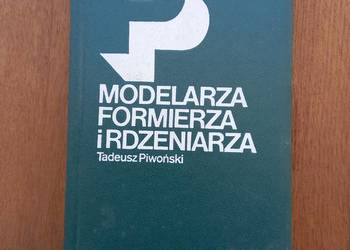 MODELARZA
FORMIERZA
i RDZENIARZA
Tadeusz Piwoński